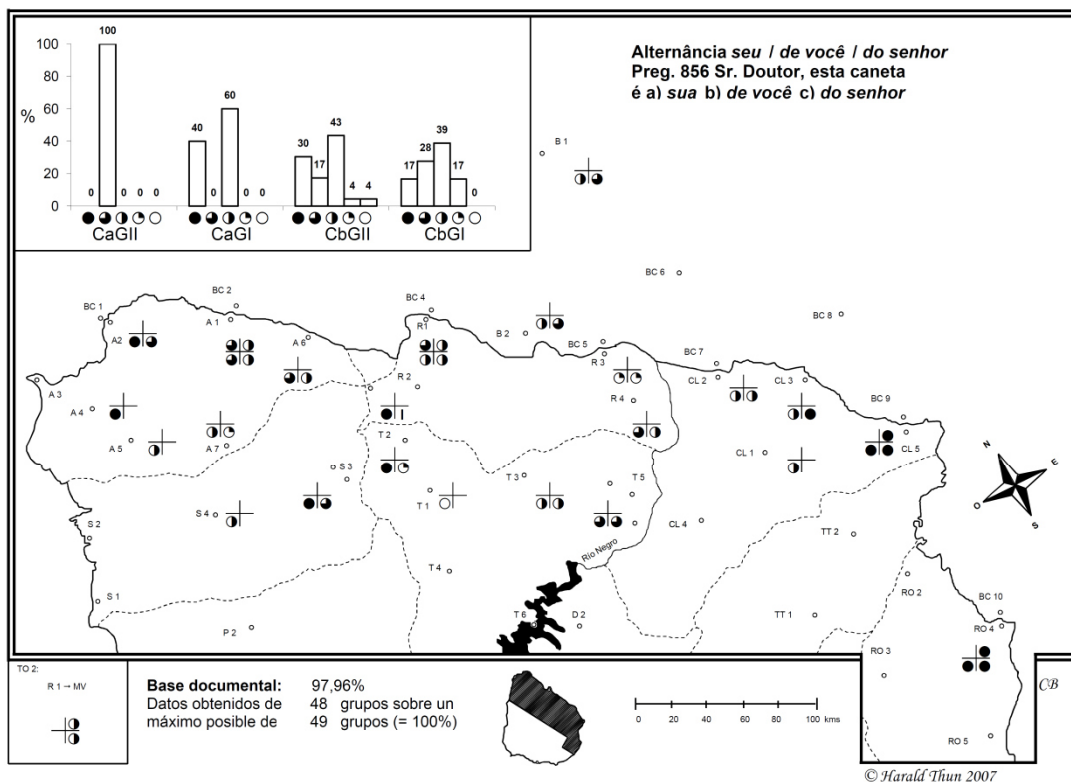 100
100
80
60
60
40
43
40
39
%
30
28
20
17
17
17
0
0
0
0
0
0
0
4
4
0
0
CaGII
CaGI
CbGII
CbGI
Alternância seu / de você / do senhor
Preg. 856 Sr. Doutor, esta caneta
é a) sua b) de você c) do senhor
B 1
BC 6
BC 1
BC 2
BC 4
BC 8
A 2
A 1
R1
B 2
A 6
BC 5
R 3
BC 7
A 3
R 2
CL 2
CL 3
A 4
R 4
BC 9
A 5
A 7
T 2
CL 1
CL 5
S 3
T 3
T 5
N
E
O
S
T 1
S 4
CL 4
S 2
TT 2
Río Negro
T 4
RO 2
S 1
P 2
T 6
D 2
TT 1
BC 10
RO 4
RO 3
TO 2:
R 1 → MV
Base documental: 97,96%
Datos obtenidos de 48 grupos sobre un
máximo posible de 49 grupos (= 100%)
CB
0 20 40 60 80 100 kms
RO 5
© Harald Thun 2007